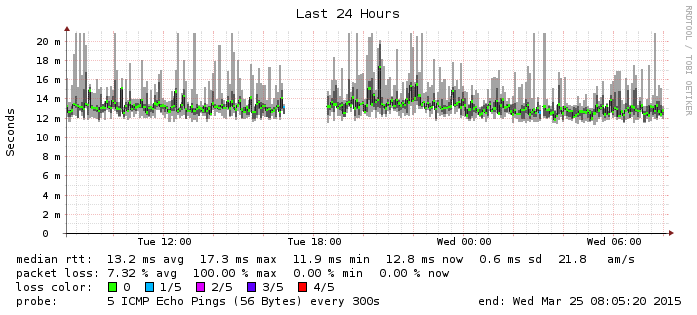 Last 24 Hours
RRDTOOL / TOBI OETIKER
Seconds
20 m
18 m
16 m
14 m
12 m
10 m
8 m
6 m
4 m
2 m
0
Tue 12:00 Tue 18:00 Wed 00:00 Wed 06:00
median rtt: 13.2 ms avg 17.3 ms max 11.9 ms min 12.8 ms now 0.6 ms sd 21.8 am/s
packet loss: 7.32 % avg 100.00 % max 0.00 % min 0.00 % now
loss color: 0 1/5 2/5 3/5 4/5
probe: 5 ICMP Echo Pings (56 Bytes) every 300s end: Wed Mar 25 08:05:20 2015